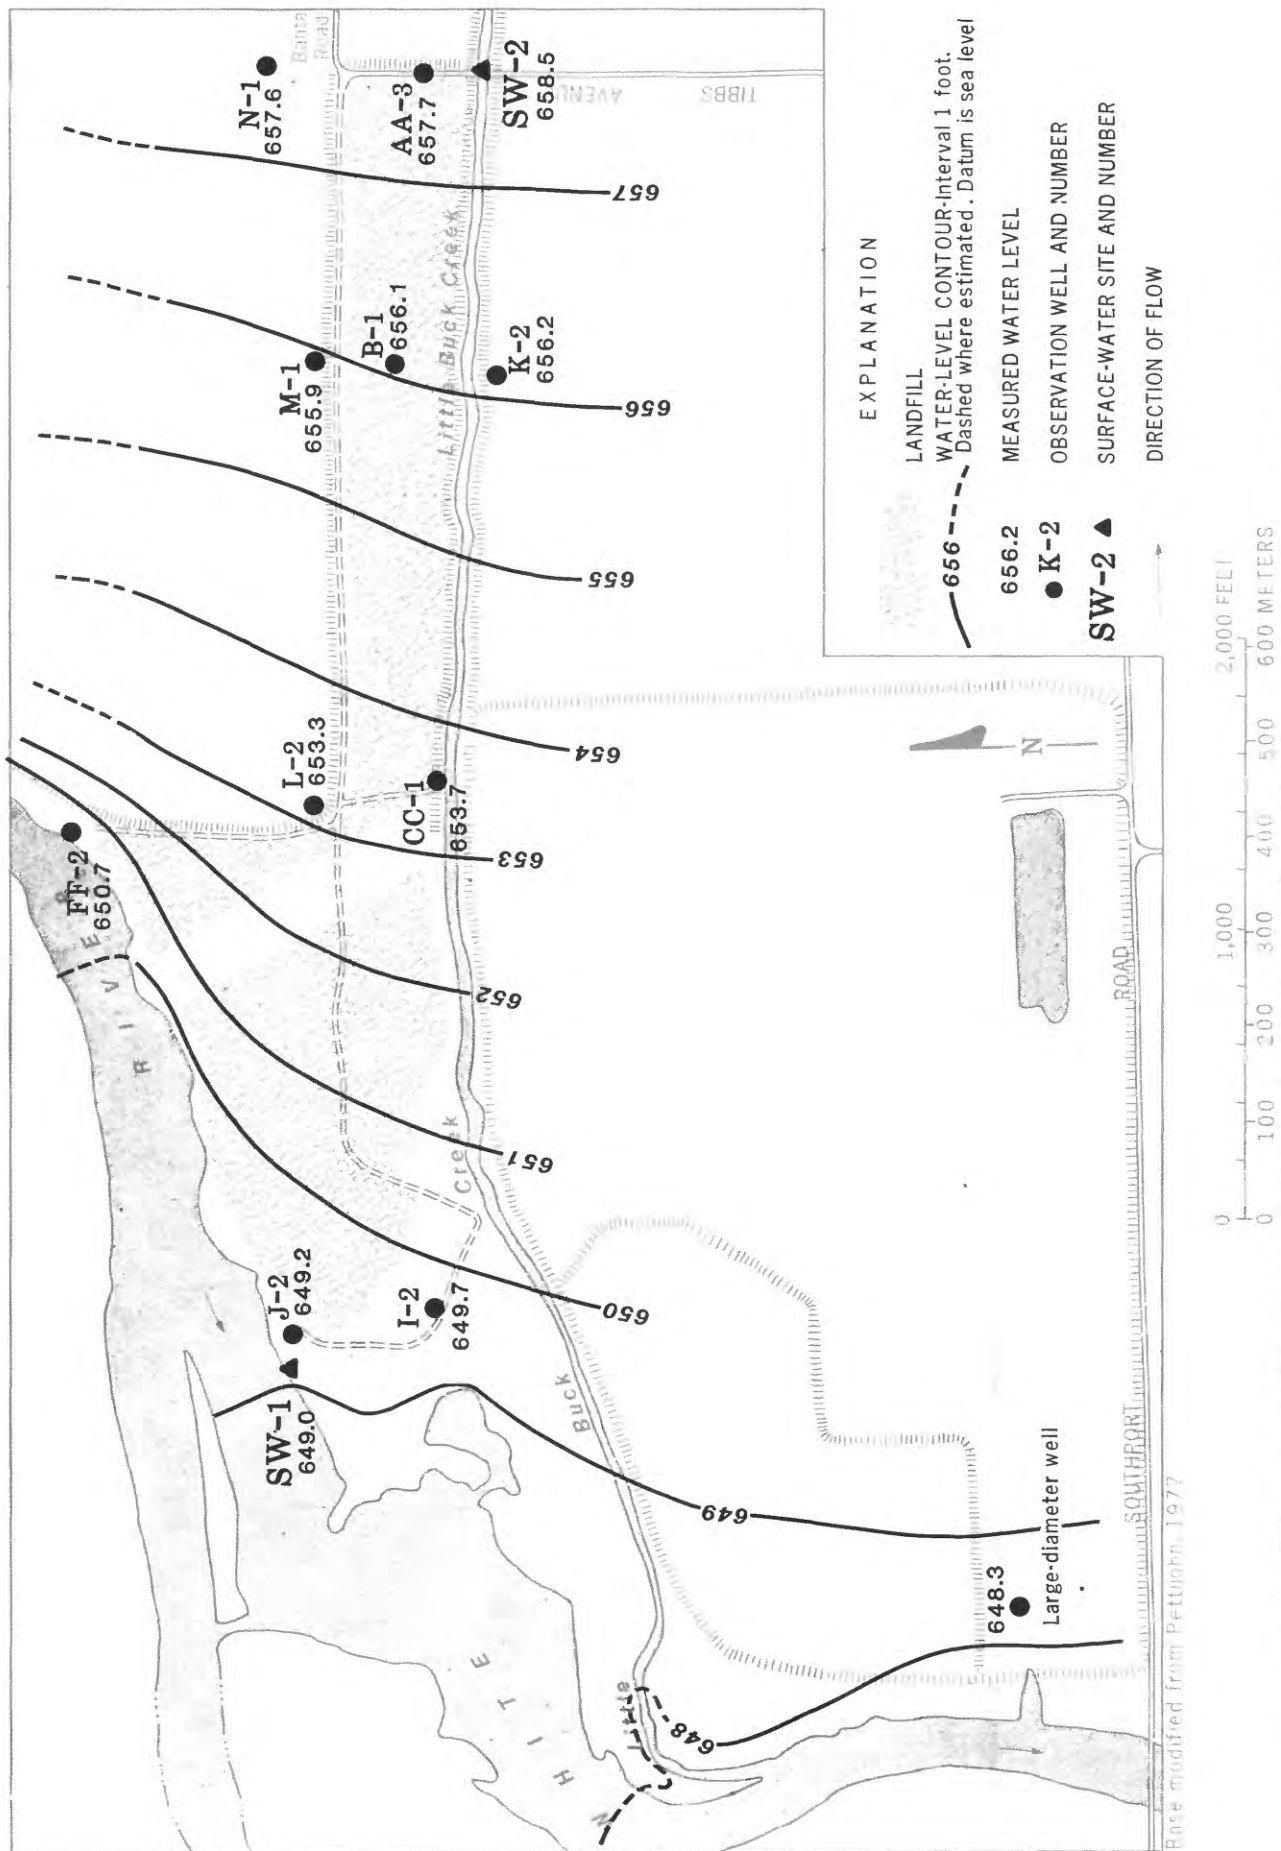 Banta
Road
N-1
657.6
AA-3
657.7
SW-2
658.5
TIBBS
AVENU
657
M-1
655.9
B-1
656.1
K-2
656.2
656
Little Buck Creek
655
654
L-2
653.3
CC-1
653.7
653
FF-2
650.7
652
651
650
Creek
Buck
Little
J-2
649.2
I-2
649.7
SW-1
649.0
649
648
648.3
Large-diameter well
WHITE
RIVER
SOUTHPORT
ROAD
N
EXPLANATION
LANDFILL
656
WATER-LEVEL CONTOUR-Interval 1 foot.
Dashed where estimated. Datum is sea level
656.2 MEASURED WATER LEVEL
K-2 OBSERVATION WELL AND NUMBER
SW-2 SURFACE-WATER SITE AND NUMBER
DIRECTION OF FLOW
0 1,000 2,000 FEET
0 100 200 300 400 500 600 METERS
Base modified from Pettijohn, 1977